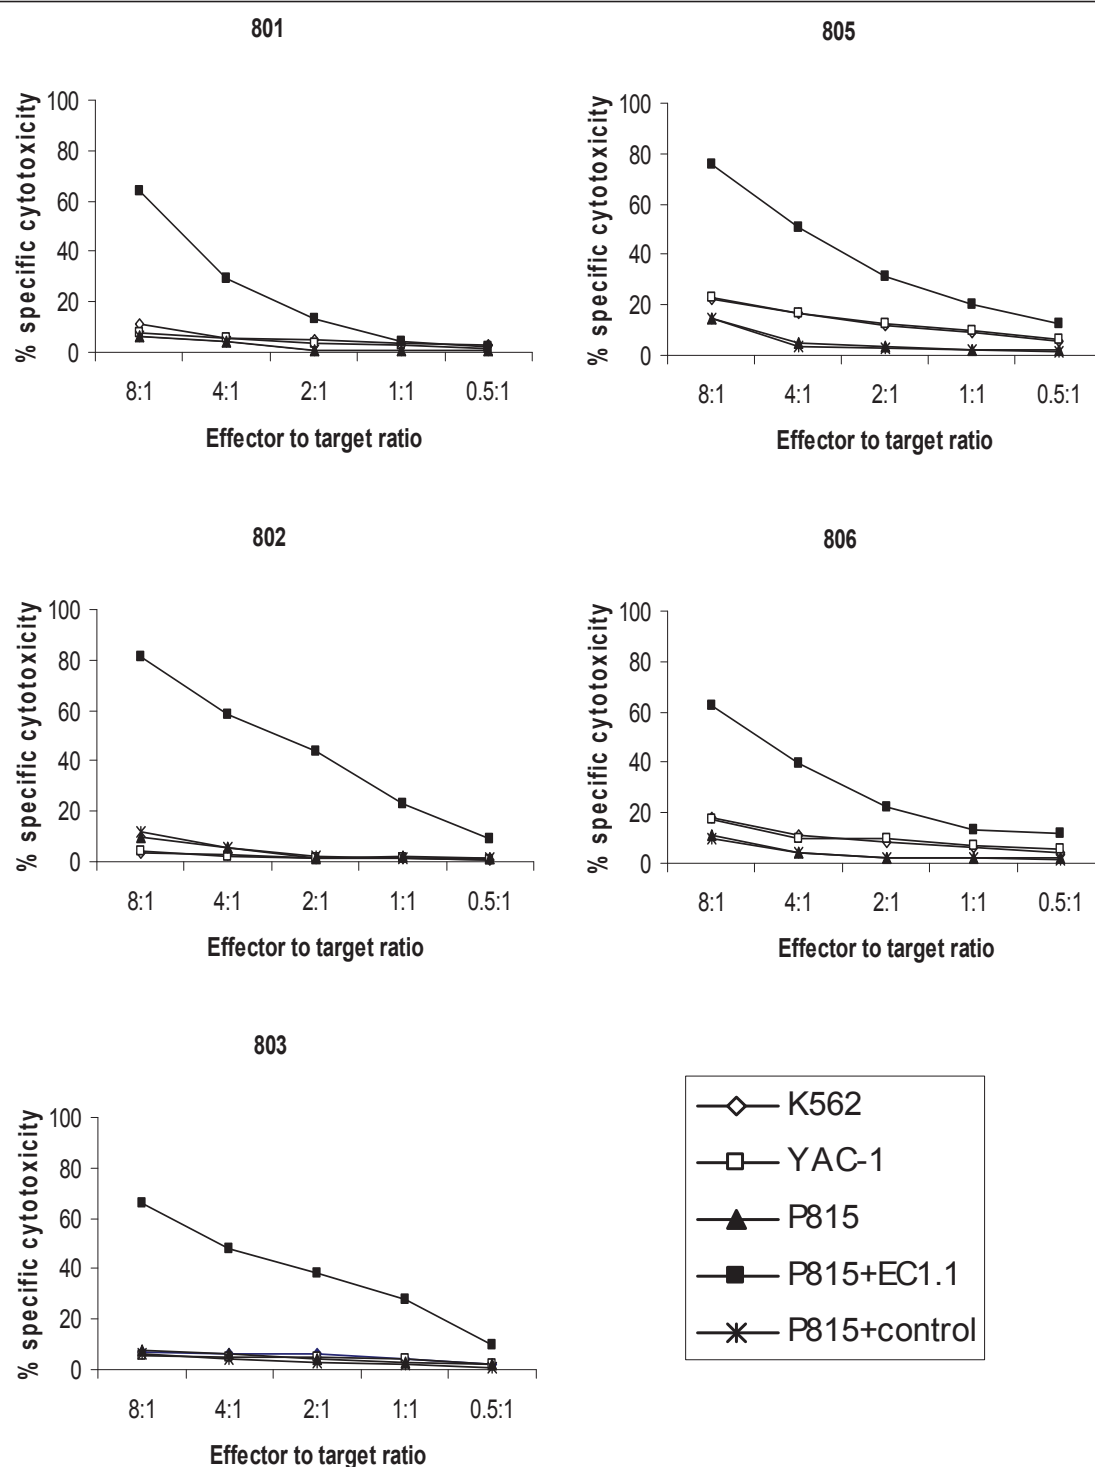 801
% specific cytotoxicity
100
80
60
40
20
0
8:1 4:1 2:1 1:1 0.5:1
Effector to target ratio
805
% specific cytotoxicity
100
80
60
40
20
0
8:1 4:1 2:1 1:1 0.5:1
Effector to target ratio
802
% specific cytotoxicity
100
80
60
40
20
0
8:1 4:1 2:1 1:1 0.5:1
Effector to target ratio
806
% specific cytotoxicity
100
80
60
40
20
0
8:1 4:1 2:1 1:1 0.5:1
Effector to target ratio
803
% specific cytotoxicity
100
80
60
40
20
0
8:1 4:1 2:1 1:1 0.5:1
Effector to target ratio
K562
YAC-1
P815
P815+EC1.1
P815+control